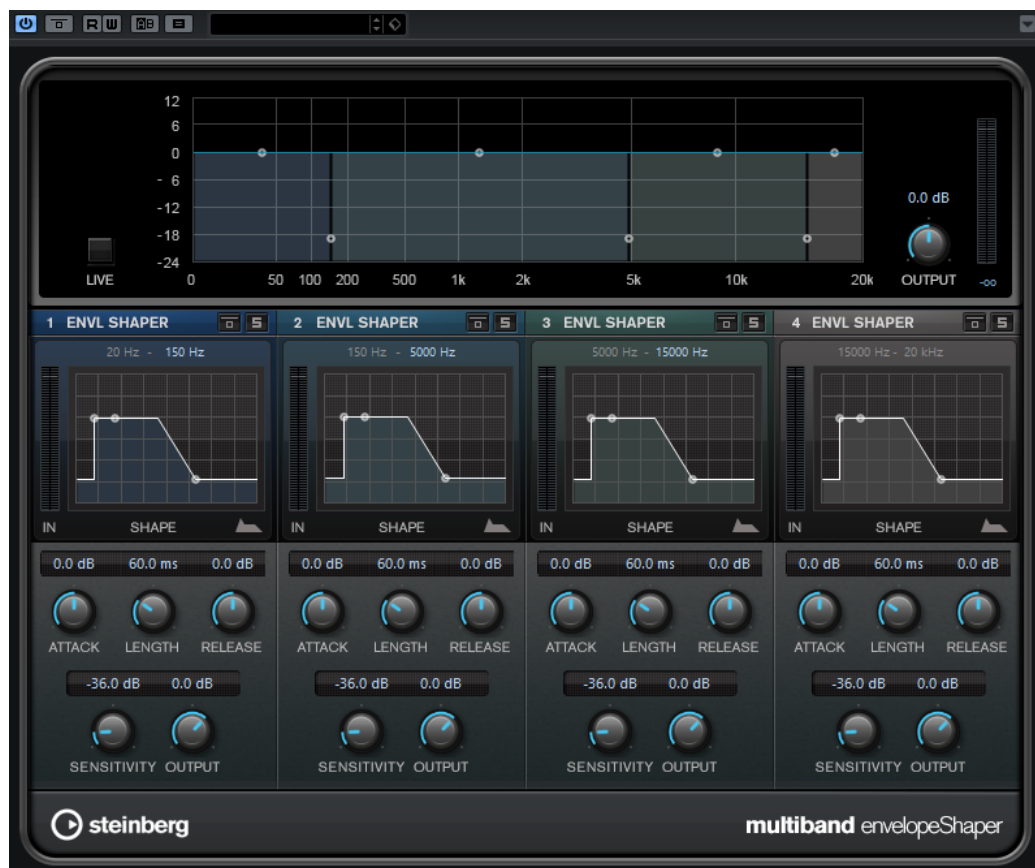 R W A B
12
6
0
- 6
-12
-18
-24
0 50 100 200 500 1k 2k 5k 10k 20k
LIVE
0.0 dB
OUTPUT
-oo
1 ENVL SHAPER S
20 Hz - 150 Hz
IN SHAPE
0.0 dB 60.0 ms 0.0 dB
ATTACK LENGTH RELEASE
-36.0 dB 0.0 dB
SENSITIVITY OUTPUT
2 ENVL SHAPER S
150 Hz - 5000 Hz
IN SHAPE
0.0 dB 60.0 ms 0.0 dB
ATTACK LENGTH RELEASE
-36.0 dB 0.0 dB
SENSITIVITY OUTPUT
3 ENVL SHAPER S
5000 Hz - 15000 Hz
IN SHAPE
0.0 dB 60.0 ms 0.0 dB
ATTACK LENGTH RELEASE
-36.0 dB 0.0 dB
SENSITIVITY OUTPUT
4 ENVL SHAPER S
15000 Hz - 20 kHz
IN SHAPE
0.0 dB 60.0 ms 0.0 dB
ATTACK LENGTH RELEASE
-36.0 dB 0.0 dB
SENSITIVITY OUTPUT
steinberg
multiband envelopeShaper